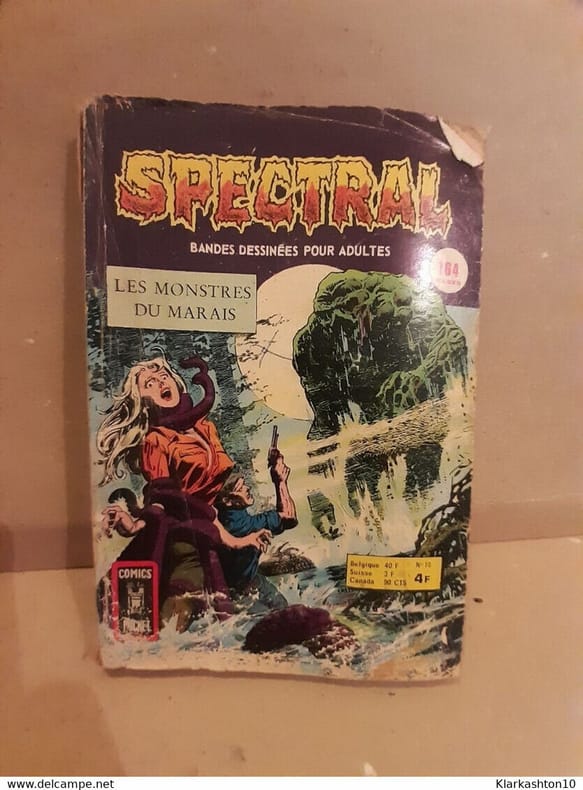 SPECTRAL
BANDES DESSINÉES POUR ADULTES
164
LES MONSTRES
DU MARAIS
Belgique 40 F
Suisse 3 F
Canada 90 CTS
N° 10
4F
COMICS
www.delcampe.net
Klarkashton10